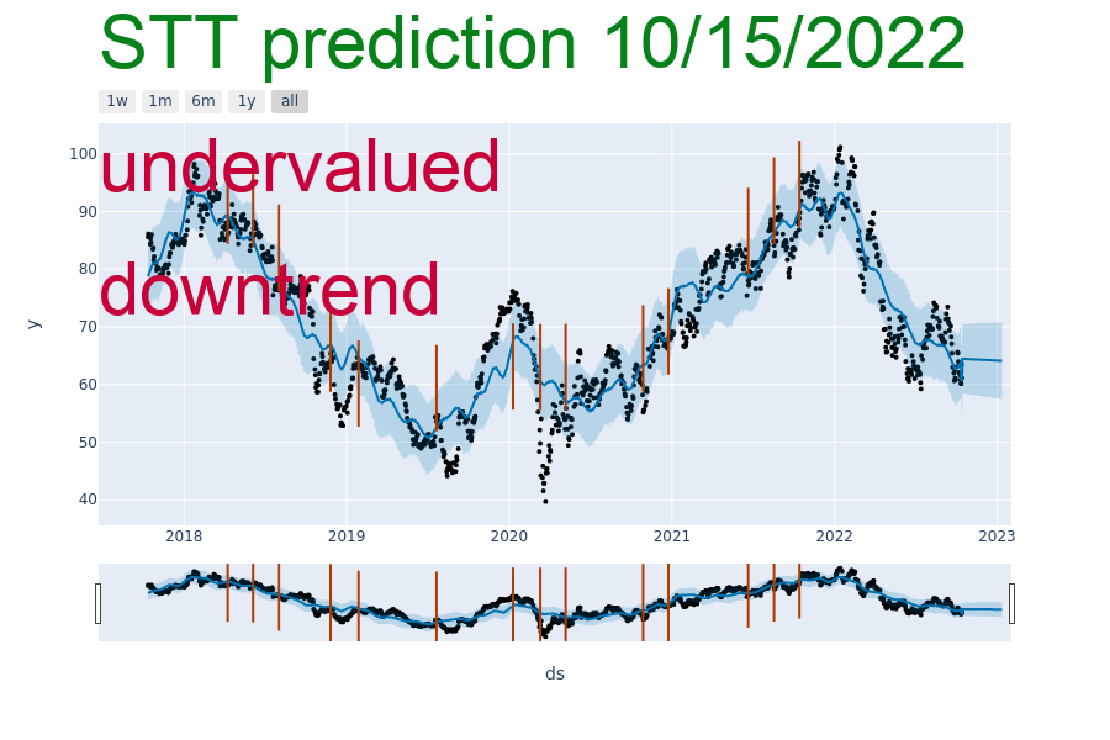 STT prediction 10/15/2022
1w 1m 6m 1y all
undervalued
downtrend
100
90
80
70
60
50
40
y
2018 2019 2020 2021 2022 2023
ds